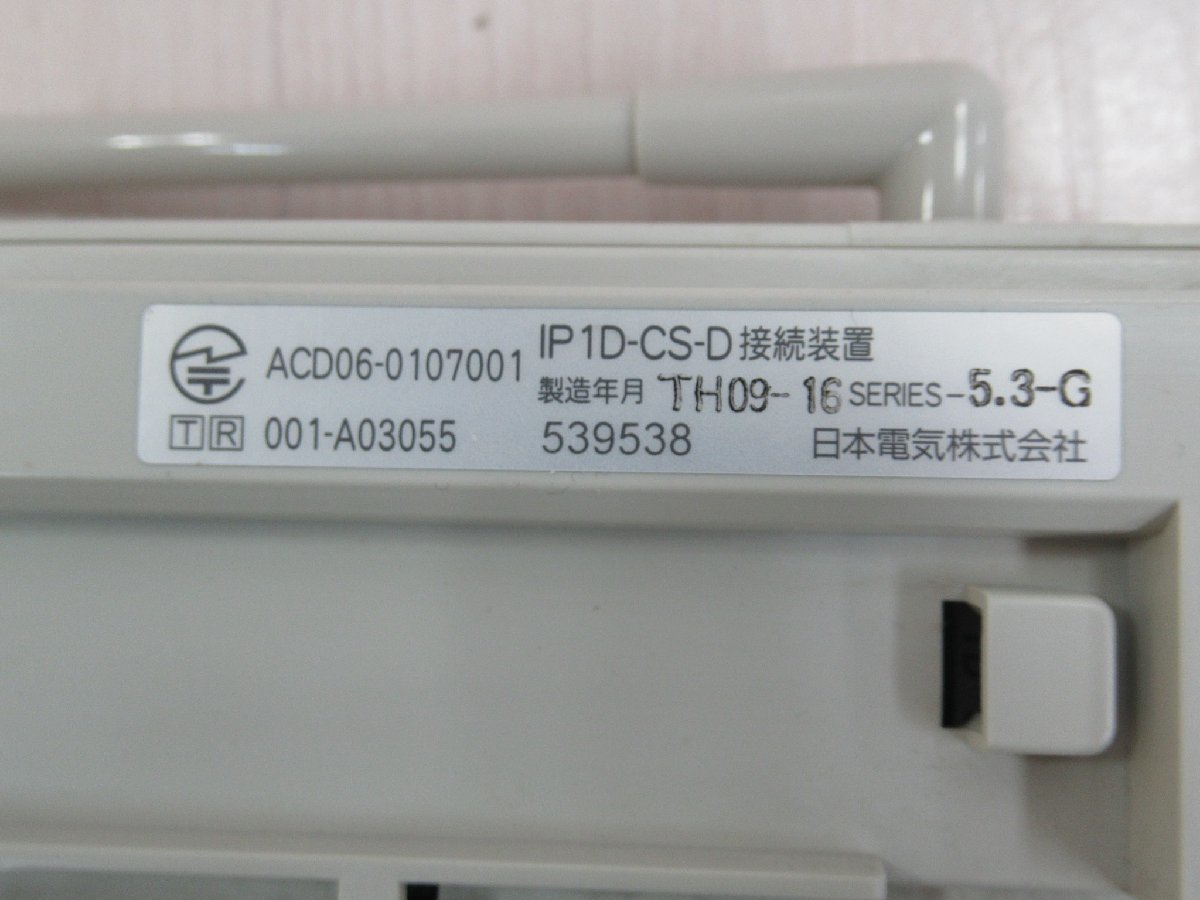 ACD06-0107001 IP1D-CS-D 接続装置
製造年月 TH09-16 SERIES-5.3-G
TR 001-A03055 539538 日本電気株式会社